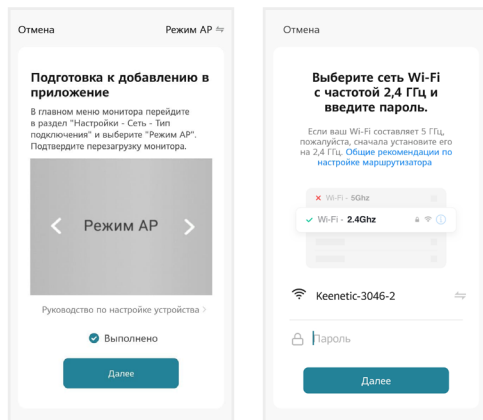 Отмена
Режим AP
Подготовка к добавлению в
приложение
В главном меню монитора перейдите
в раздел "Настройки - Сеть - Тип
подключения" и выберите "Режим AP".
Подтвердите перезагрузку монитора.
Режим AP
Руководство по настройке устройства
Выполнено
Далее
Отмена
Выберите сеть Wi-Fi
с частотой 2,4 ГГц и
введите пароль.
Если ваш Wi-Fi составляет 5 ГГц,
пожалуйста, сначала установите его
на 2,4 ГГц. Общие рекомендации по
настройке маршрутизатора
Wi-Fi - 5Ghz
Wi-Fi - 2.4Ghz
Keenetic-3046-2
Пароль
Далее